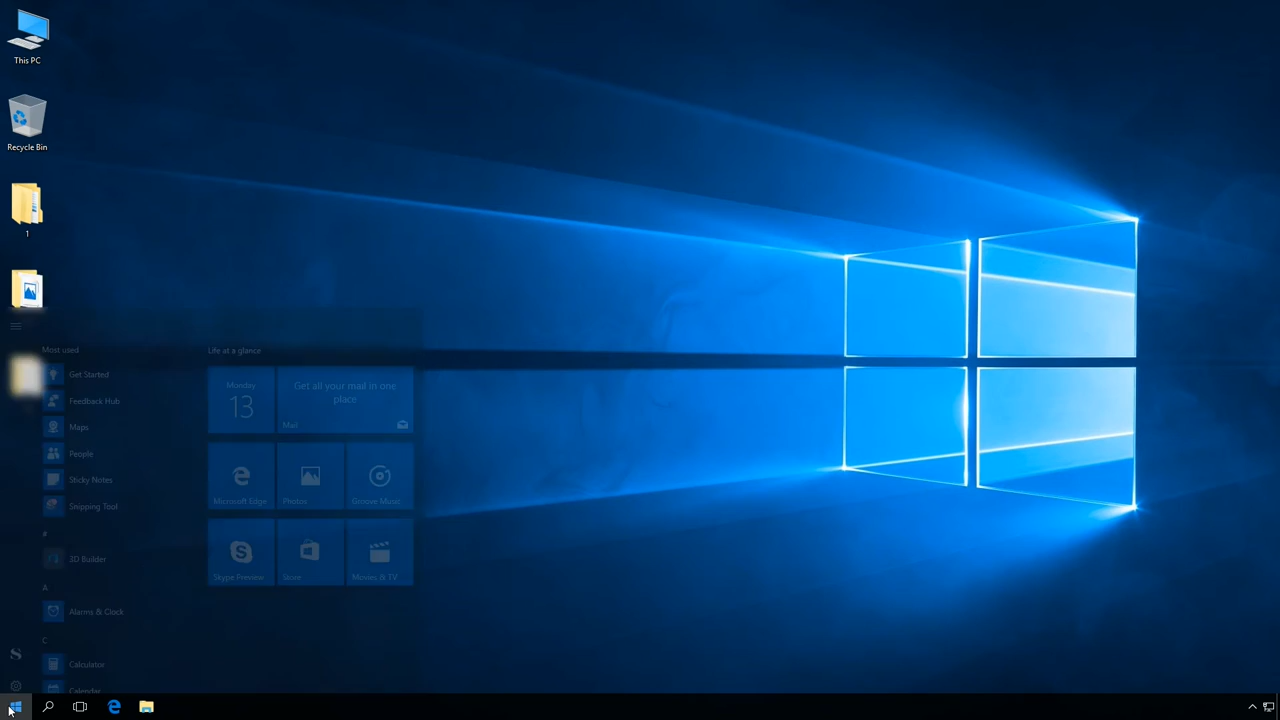 This PC
Recycle Bin
1
Most used
Get Started
Feedback Hub
Maps
People
Sticky Notes
Snipping Tool
#
3D Builder
A
Alarms & Clock
C
Calculator
Calendar
Life at a glance
Monday
13
Get all your mail in one
place
Mail
Microsoft Edge
Photos
Groove Music
Skype Preview
Store
Movies & TV